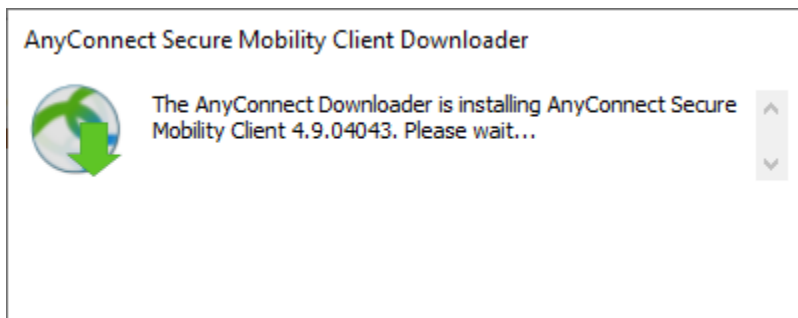 AnyConnect Secure Mobility Client Downloader
The AnyConnect Downloader is installing AnyConnect Secure
Mobility Client 4.9.04043. Please wait...